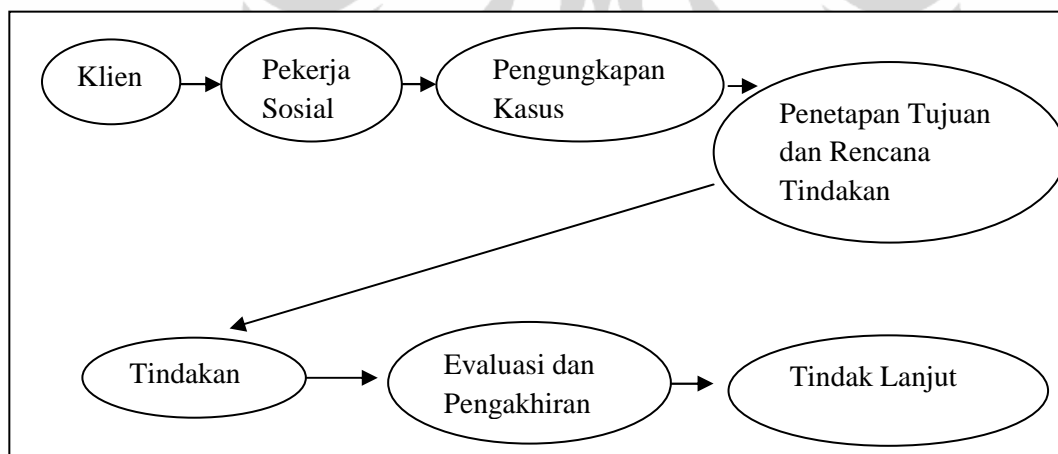 Klien
Pekerja
Sosial
Pengungkapan
Kasus
Penetapan Tujuan
dan Rencana
Tindakan
Tindakan
Evaluasi dan
Pengakhiran
Tindak Lanjut